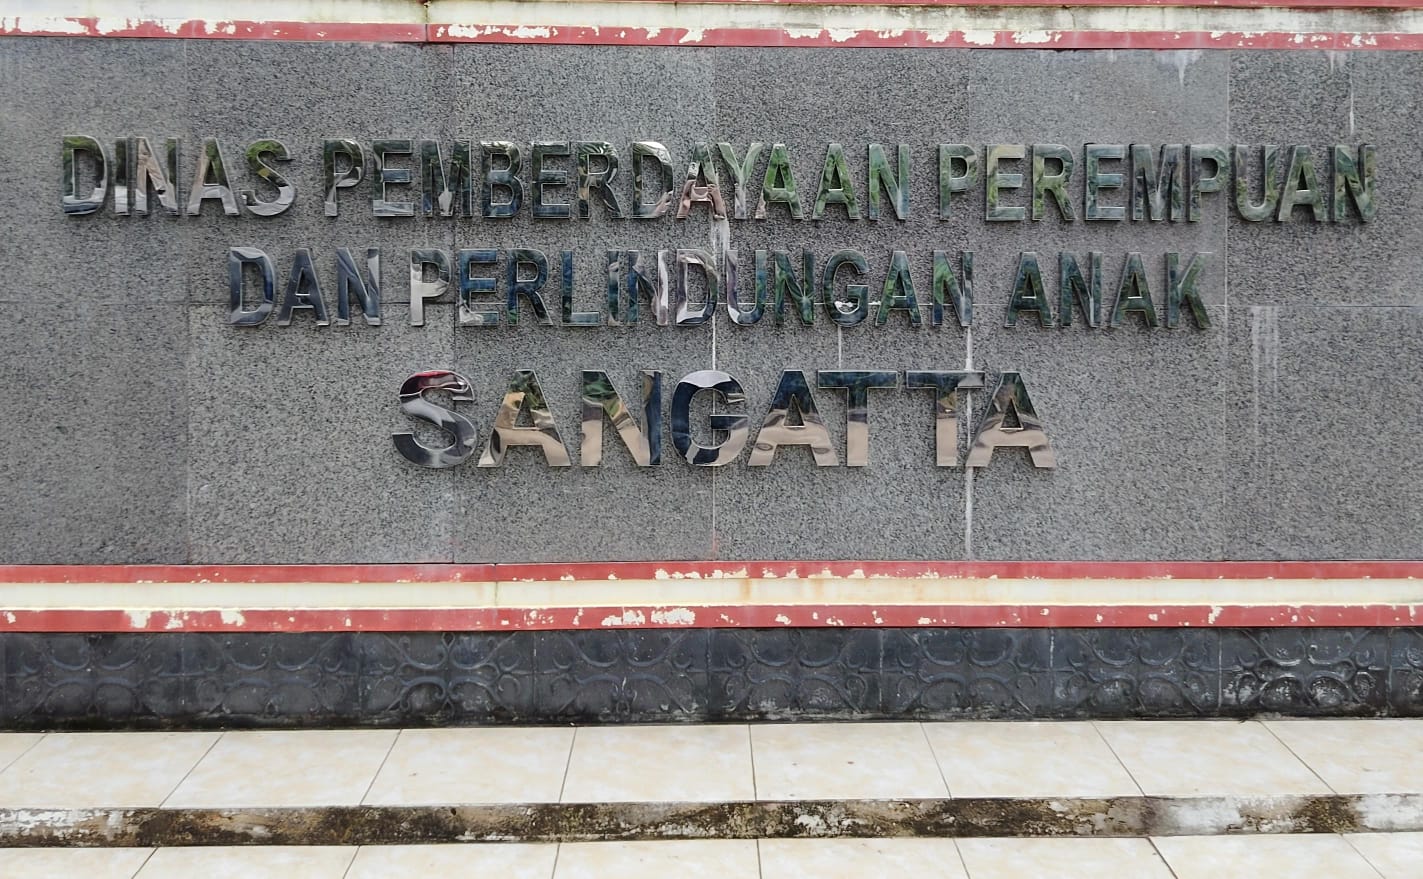 DINAS PEMBERDAYAAN PEREMPUAN
DAN PERLINDUNGAN ANAK
SANGATTA